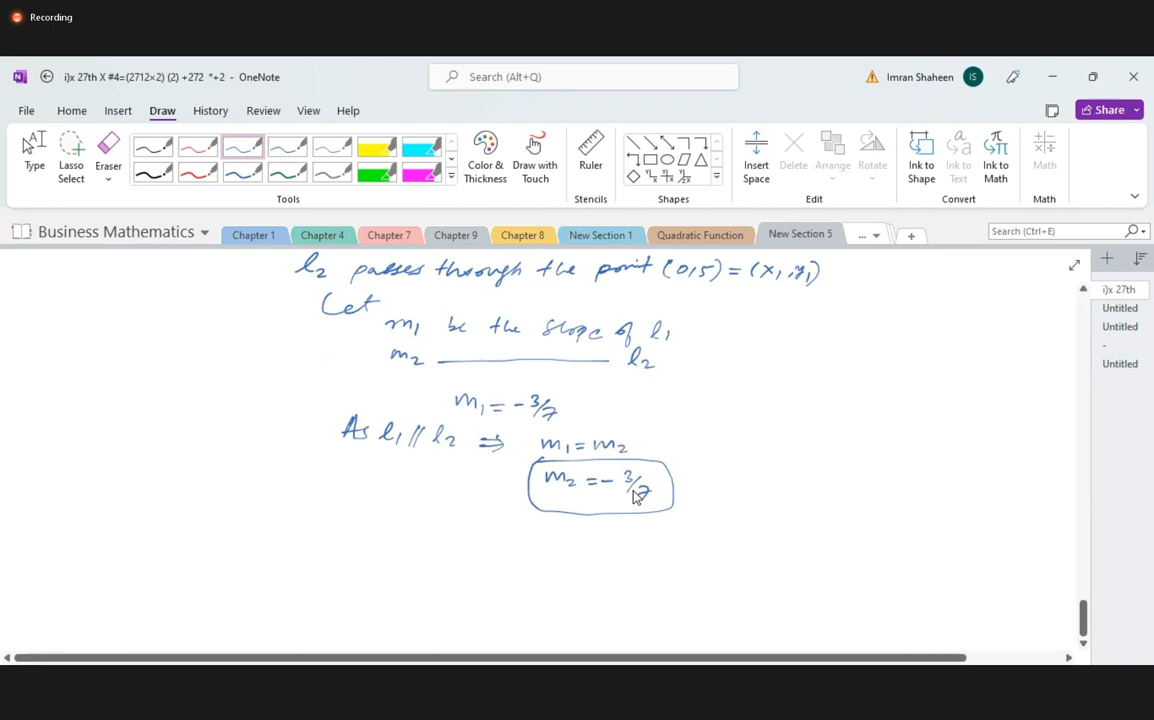 Recording
i)x 27th X #4=(2712×2) (2) +272 *+2 - OneNote
Search (Alt+Q)
Imran Shaheen
IS
File Home Insert Draw History Review View Help
Share
Type
Lasso Select
Eraser
Color & Thickness
Draw with Touch
Ruler
Insert Space
Delete
Arrange
Rotate
Ink to Shape
Ink to Text
Ink to Math
Math
Tools
Stencils
Shapes
Edit
Convert
Math
Business Mathematics
Chapter 1
Chapter 4
Chapter 7
Chapter 9
Chapter 8
New Section 1
Quadratic Function
New Section 5
...
Search (Ctrl+E)
l₂ passes through the point (0,5) = (x₁, y₁)
Let
m₁ be the slope of l₁
m₂ ———— l₂
m₁ = - 3/7
As l₁ // l₂ ⇒ m₁ = m₂
m₂ = - 3/7
i)x 27th
Untitled
Untitled
-
Untitled